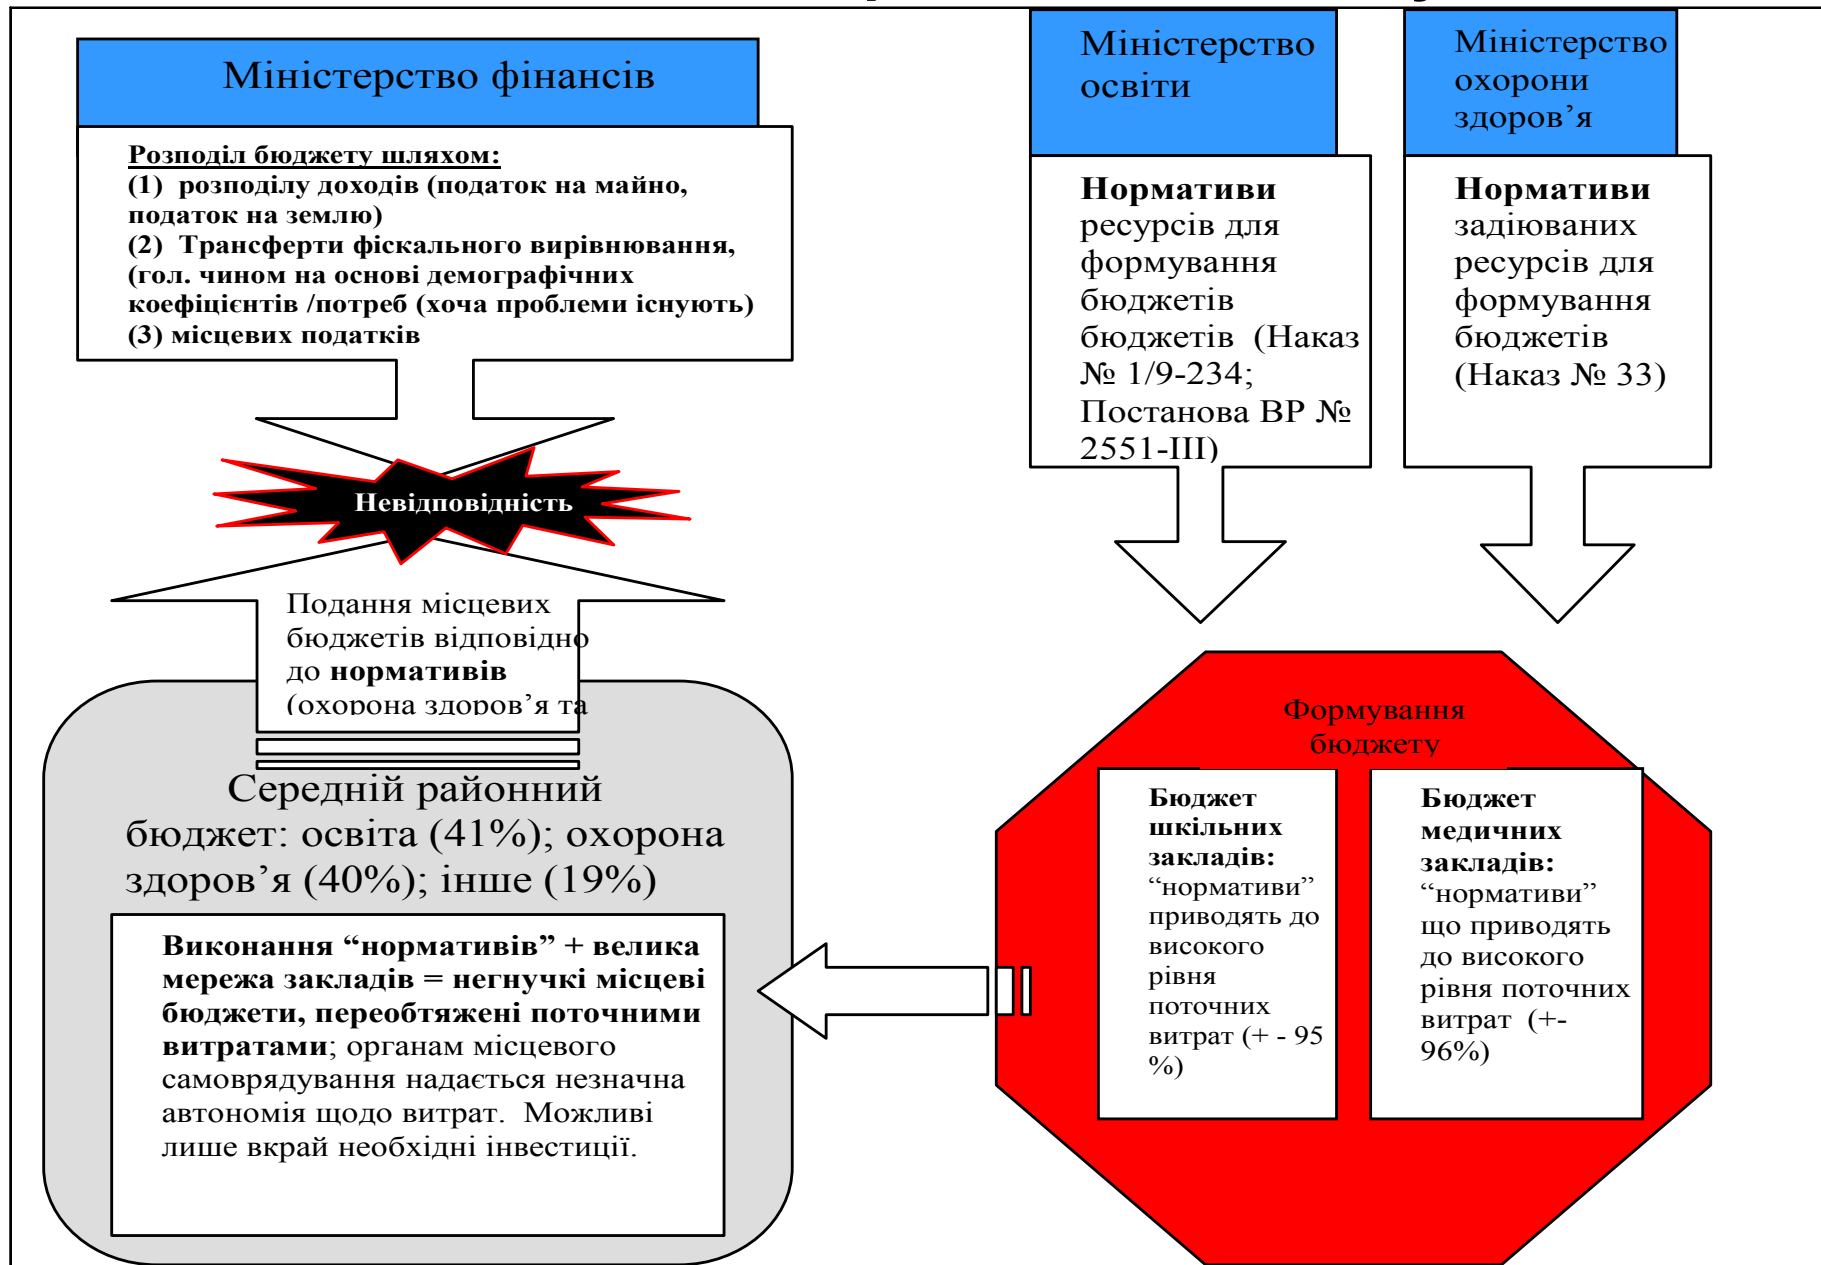 Міністерство фінансів
Розподіл бюджету шляхом:
(1) розподілу доходів (податок на майно,
податок на землю)
(2) Трансферти фіскального вирівнювання,
(гол. чином на основі демографічних
коефіцієнтів /потреб (хоча проблеми існують)
(3) місцевих податків
Невідповідність
Подання місцевих
бюджетів відповідно
до нормативів
(охорона здоров’я та
Середній районний
бюджет: освіта (41%); охорона
здоров’я (40%); інше (19%)
Виконання “нормативів” + велика
мережа закладів = негнучкі місцеві
бюджети, переобтяжені поточними
витратами; органам місцевого
самоврядування надається незначна
автономія щодо витрат. Можливі
лише вкрай необхідні інвестиції.
Міністерство
освіти
Нормативи
ресурсів для
формування
бюджетів
бюджетів (Наказ
№ 1/9-234;
Постанова ВР №
2551-III)
Міністерство
охорони
здоров’я
Нормативи
задіюваних
ресурсів для
формування
бюджетів
(Наказ № 33)
Формування
бюджету
Бюджет
шкільних
закладів:
“нормативи”
приводять до
високого
рівня
поточних
витрат (+ - 95
%)
Бюджет
медичних
закладів:
“нормативи”
що приводять
до високого
рівня поточних
витрат (+-
96%)